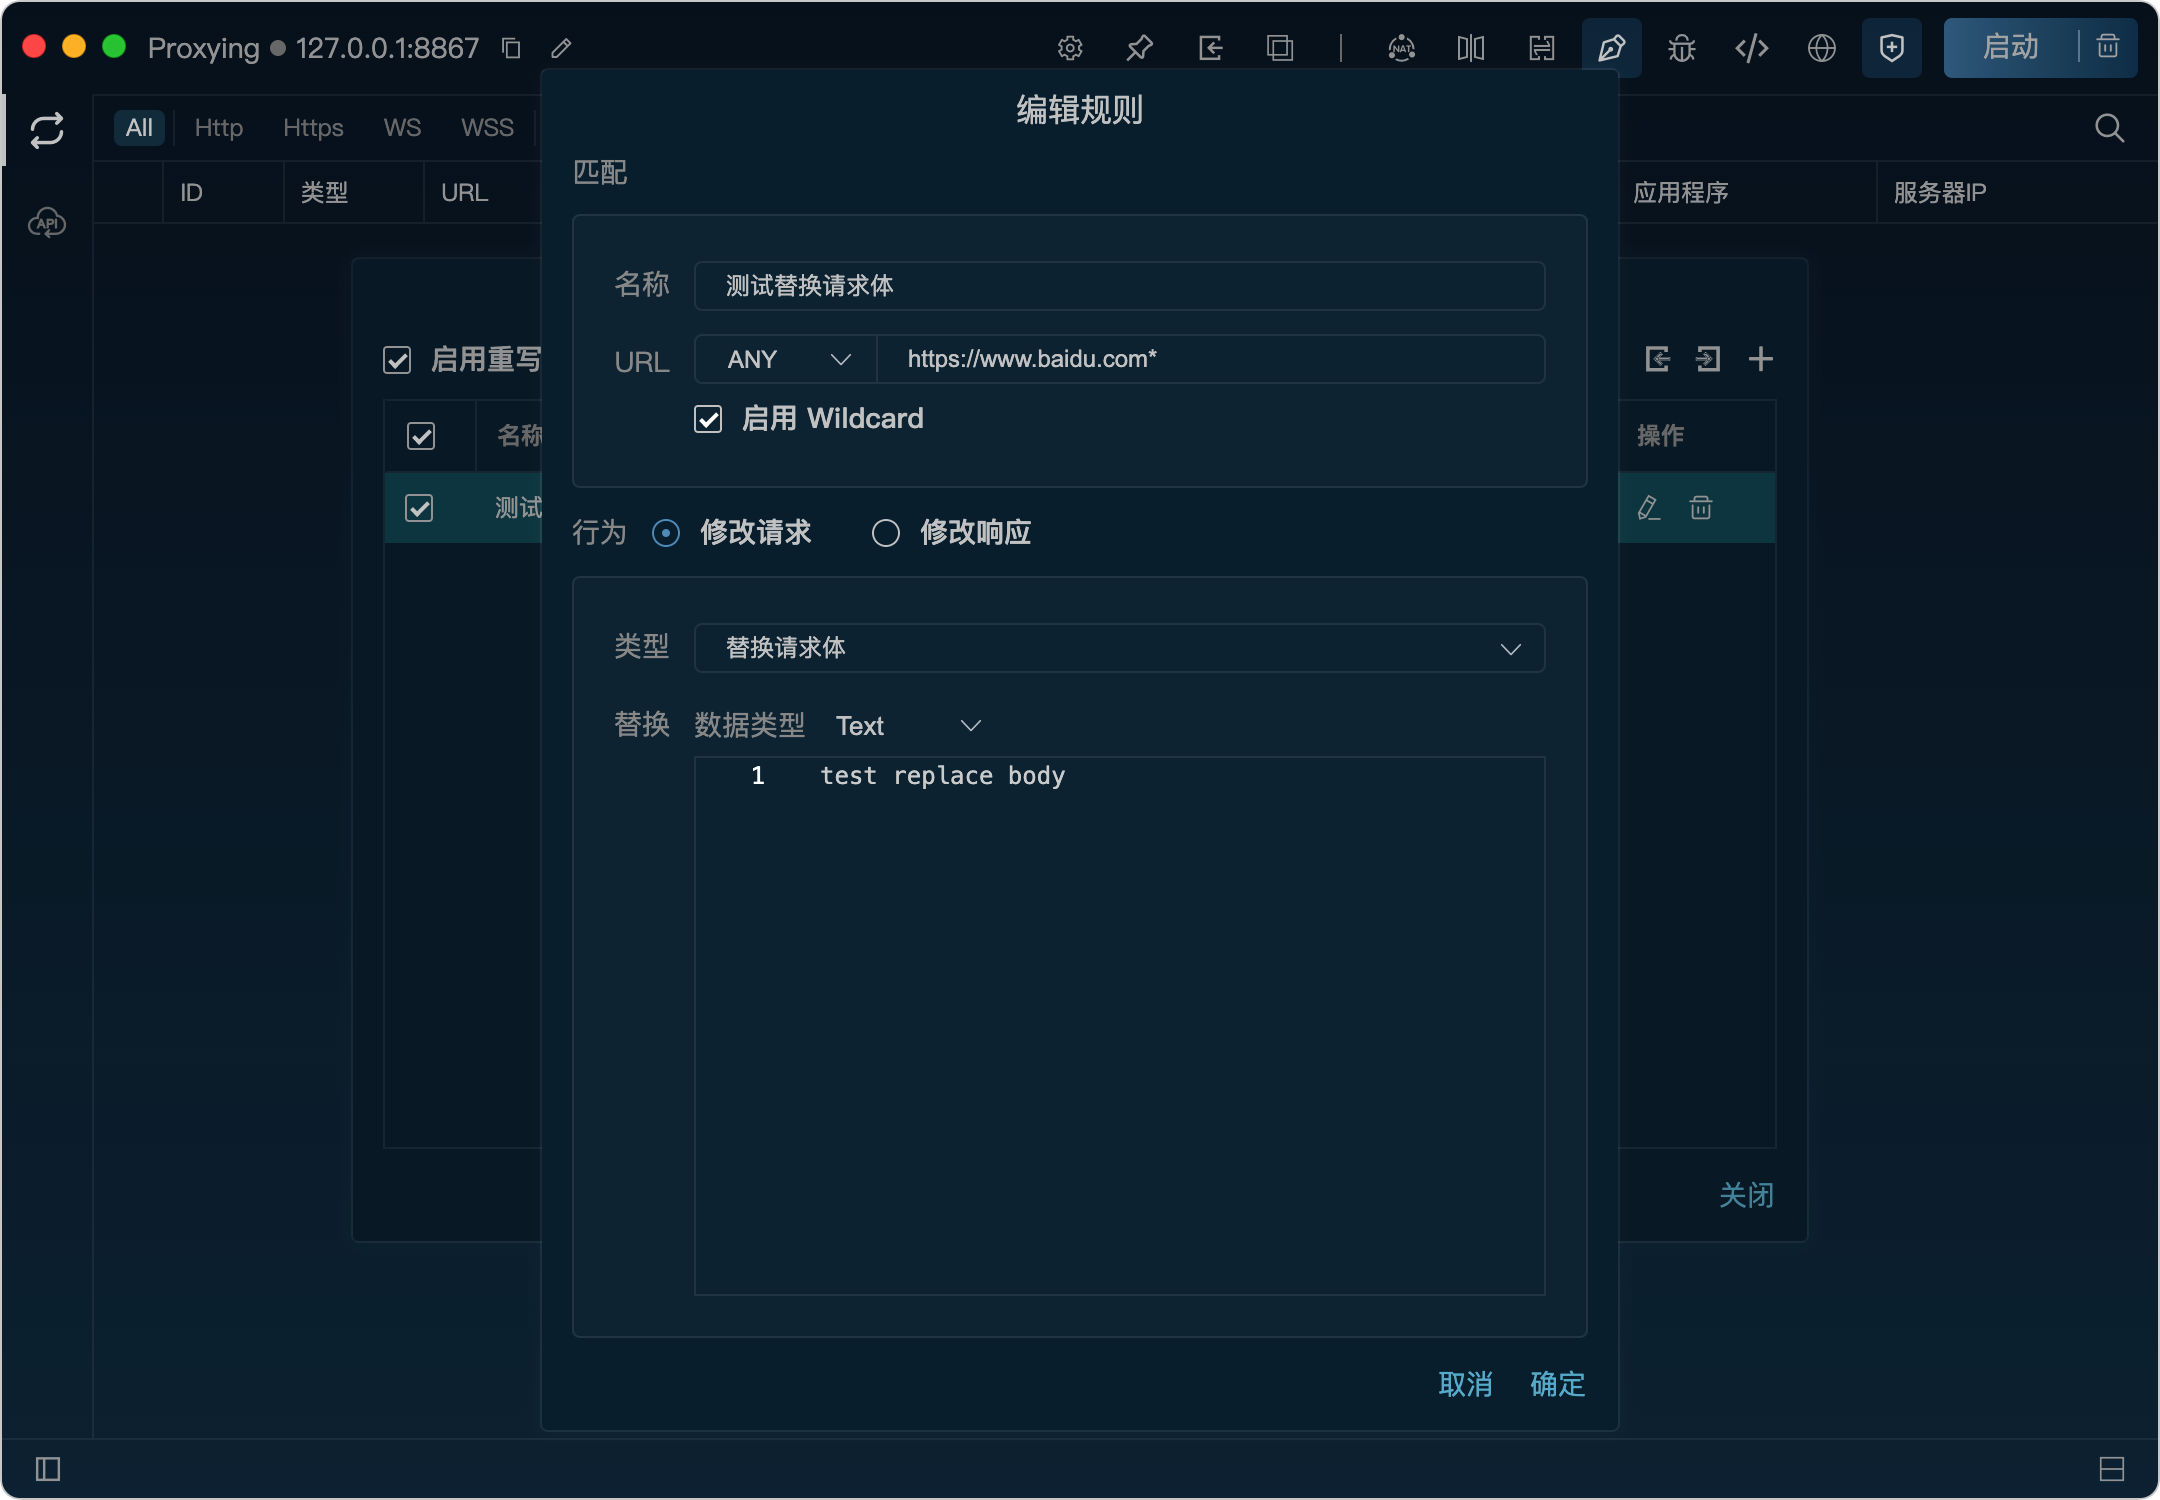 Proxying 127.0.0.1:8867
NAT
启动
编辑规则
All Http Https WS WSS
匹配
ID 类型 URL 应用程序 服务器IP
API
名称 测试替换请求体
URL ANY https://www.baidu.com*
启用重写
启用 Wildcard
名称 操作
测试
行为 修改请求 修改响应
类型 替换请求体
替换 数据类型 Text
1 test replace body
关闭
取消 确定